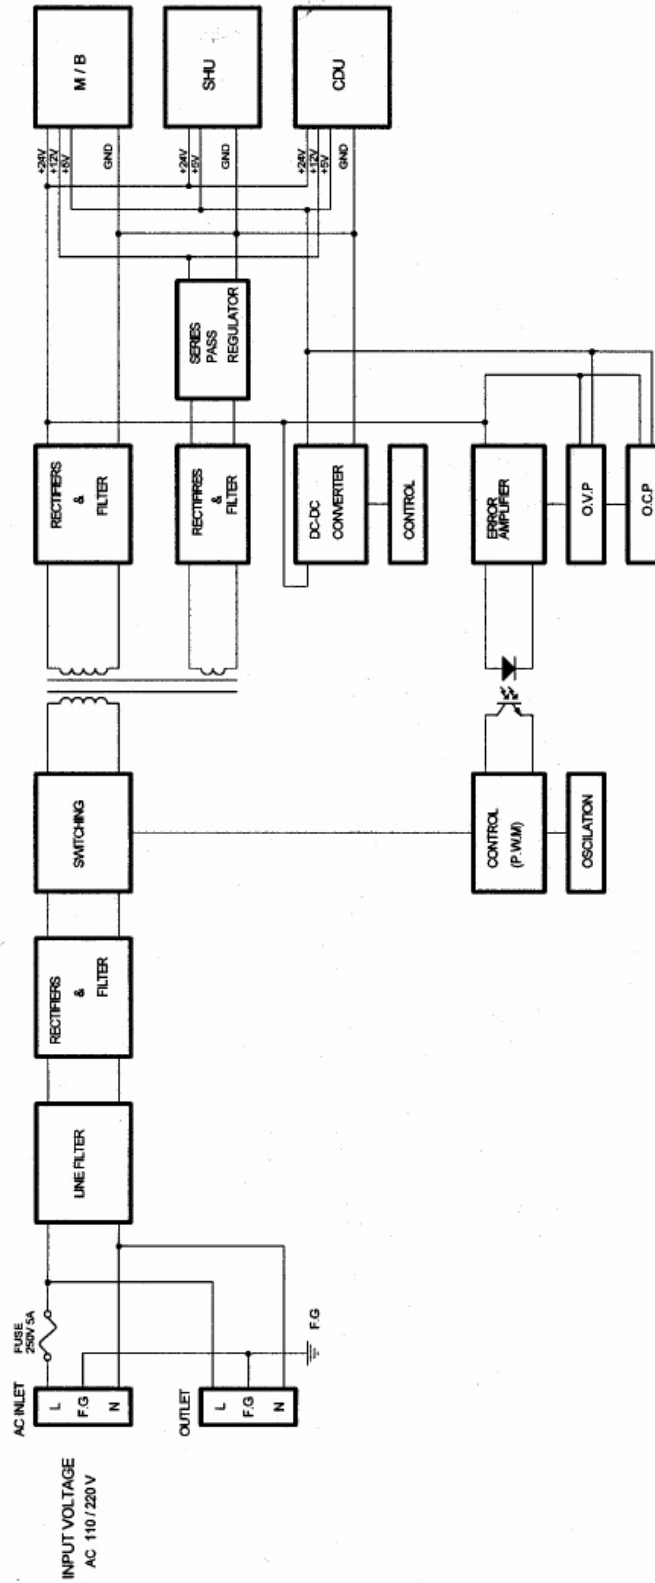 INPUT VOLTAGE
AC 110 / 220 V
AC INLET
L
F.G
N
FUSE
250V 5A
OUTLET
L
F.G
N
F.G
LINE FILTER
RECTIFIERS
&
FILTER
SWITCHING
CONTROL
(P.W.M)
OSCILATION
RECTIFIERS
&
FILTER
RECTIFIRES
&
FILTER
DC-DC
CONVERTER
CONTROL
ERROR
AMPLIFIER
O.V.P
O.C.P
SERIES
PASS
REGULATOR
+24V
+12V
+5V
GND
M / B
+24V
+5V
GND
SHU
+24V
+12V
+5V
GND
CDU